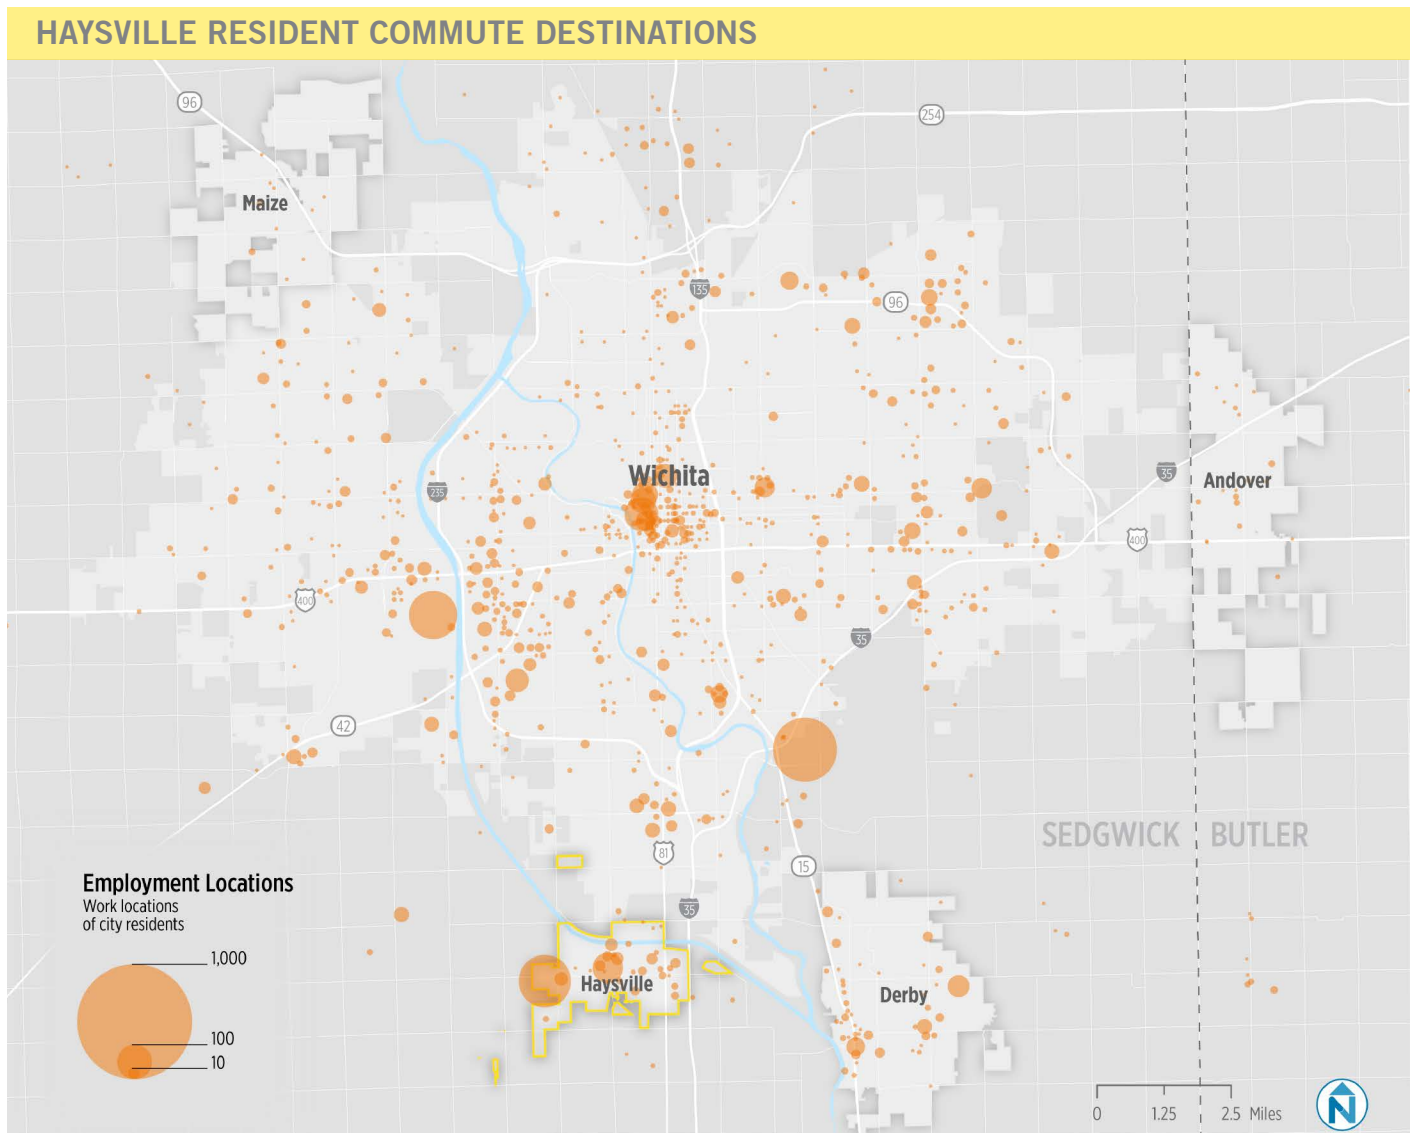 HAYSVILLE RESIDENT COMMUTE DESTINATIONS
96
254
Maize
135
96
Wichita
235
35
Andover
400
400
35
42
SEDGWICK BUTLER
81
15
Employment Locations
Work locations
of city residents
35
1,000
Haysville
Derby
100
10
0 1.25 2.5 Miles
N